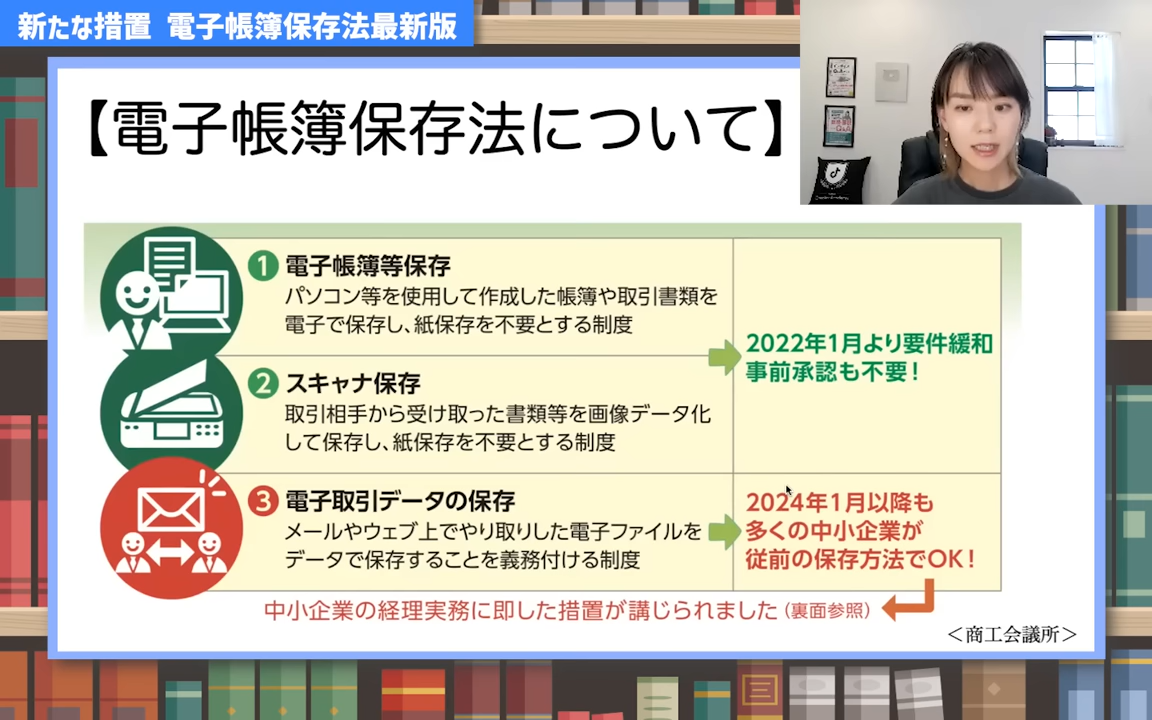 新たな措置 電子帳簿保存法最新版
【電子帳簿保存法について】
1 電子帳簿等保存
パソコン等を使用して作成した帳簿や取引書類を
電子で保存し、紙保存を不要とする制度
2022年1月より要件緩和
事前承認も不要！
2 スキャナ保存
取引相手から受け取った書類等を画像データ化
して保存し、紙保存を不要とする制度
3 電子取引データの保存
メールやウェブ上でやり取りした電子ファイルを
データで保存することを義務付ける制度
2024年1月以降も
多くの中小企業が
従前の保存方法でOK！
中小企業の経理実務に即した措置が講じられました（裏面参照）
＜商工会議所＞